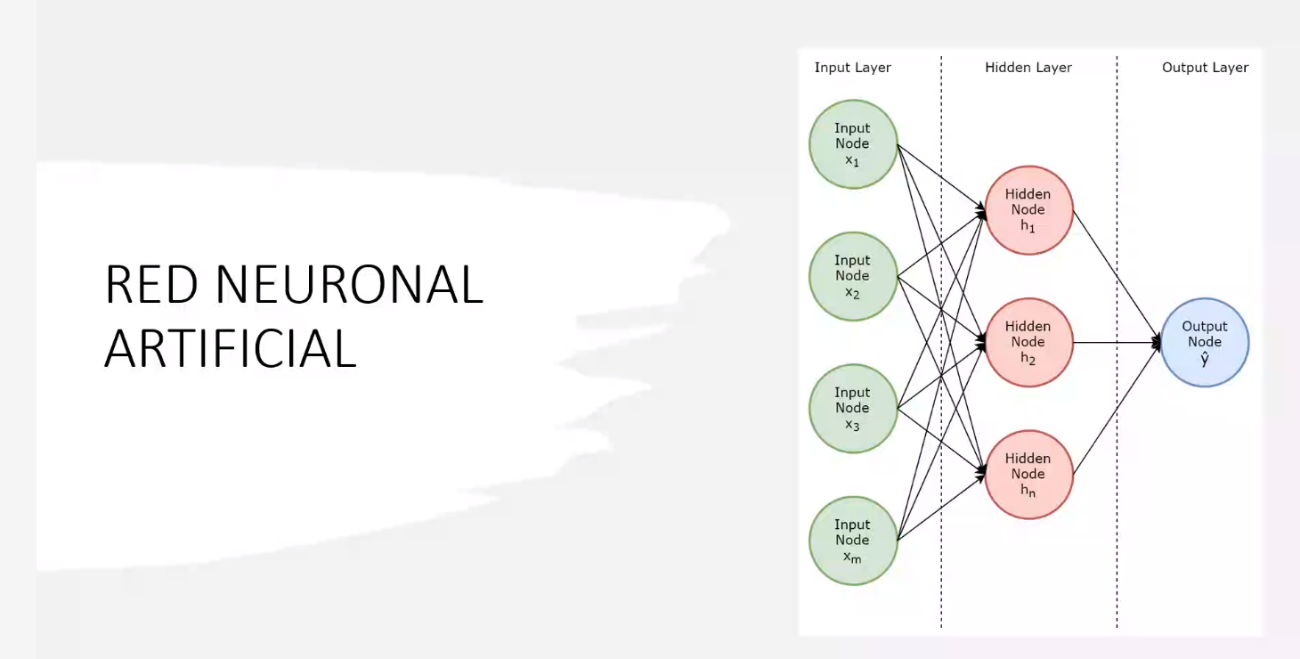 RED NEURONAL
ARTIFICIAL
Input Layer
Hidden Layer
Output Layer
Input
Node
x₁
Input
Node
x₂
Input
Node
x₃
Input
Node
xₘ
Hidden
Node
h₁
Hidden
Node
h₂
Hidden
Node
hₙ
Output
Node
ŷ